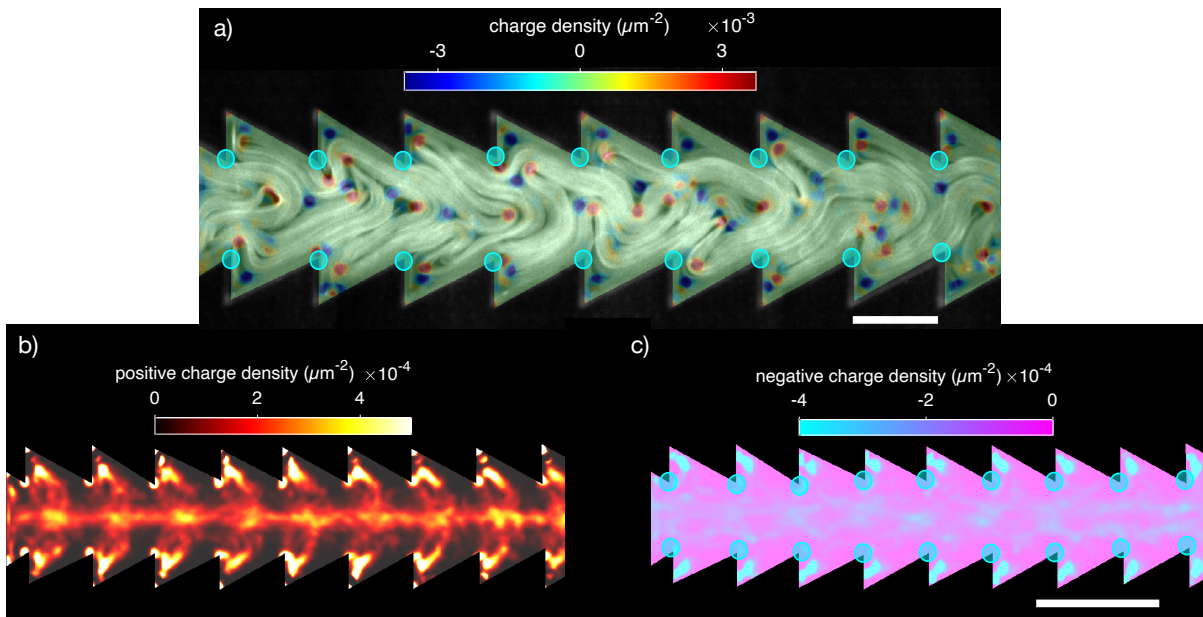 a)
charge density (μm⁻²) ×10⁻³
-3 0 3
b)
positive charge density (μm⁻²) ×10⁻⁴
0 2 4
c)
negative charge density (μm⁻²) ×10⁻⁴
-4 -2 0